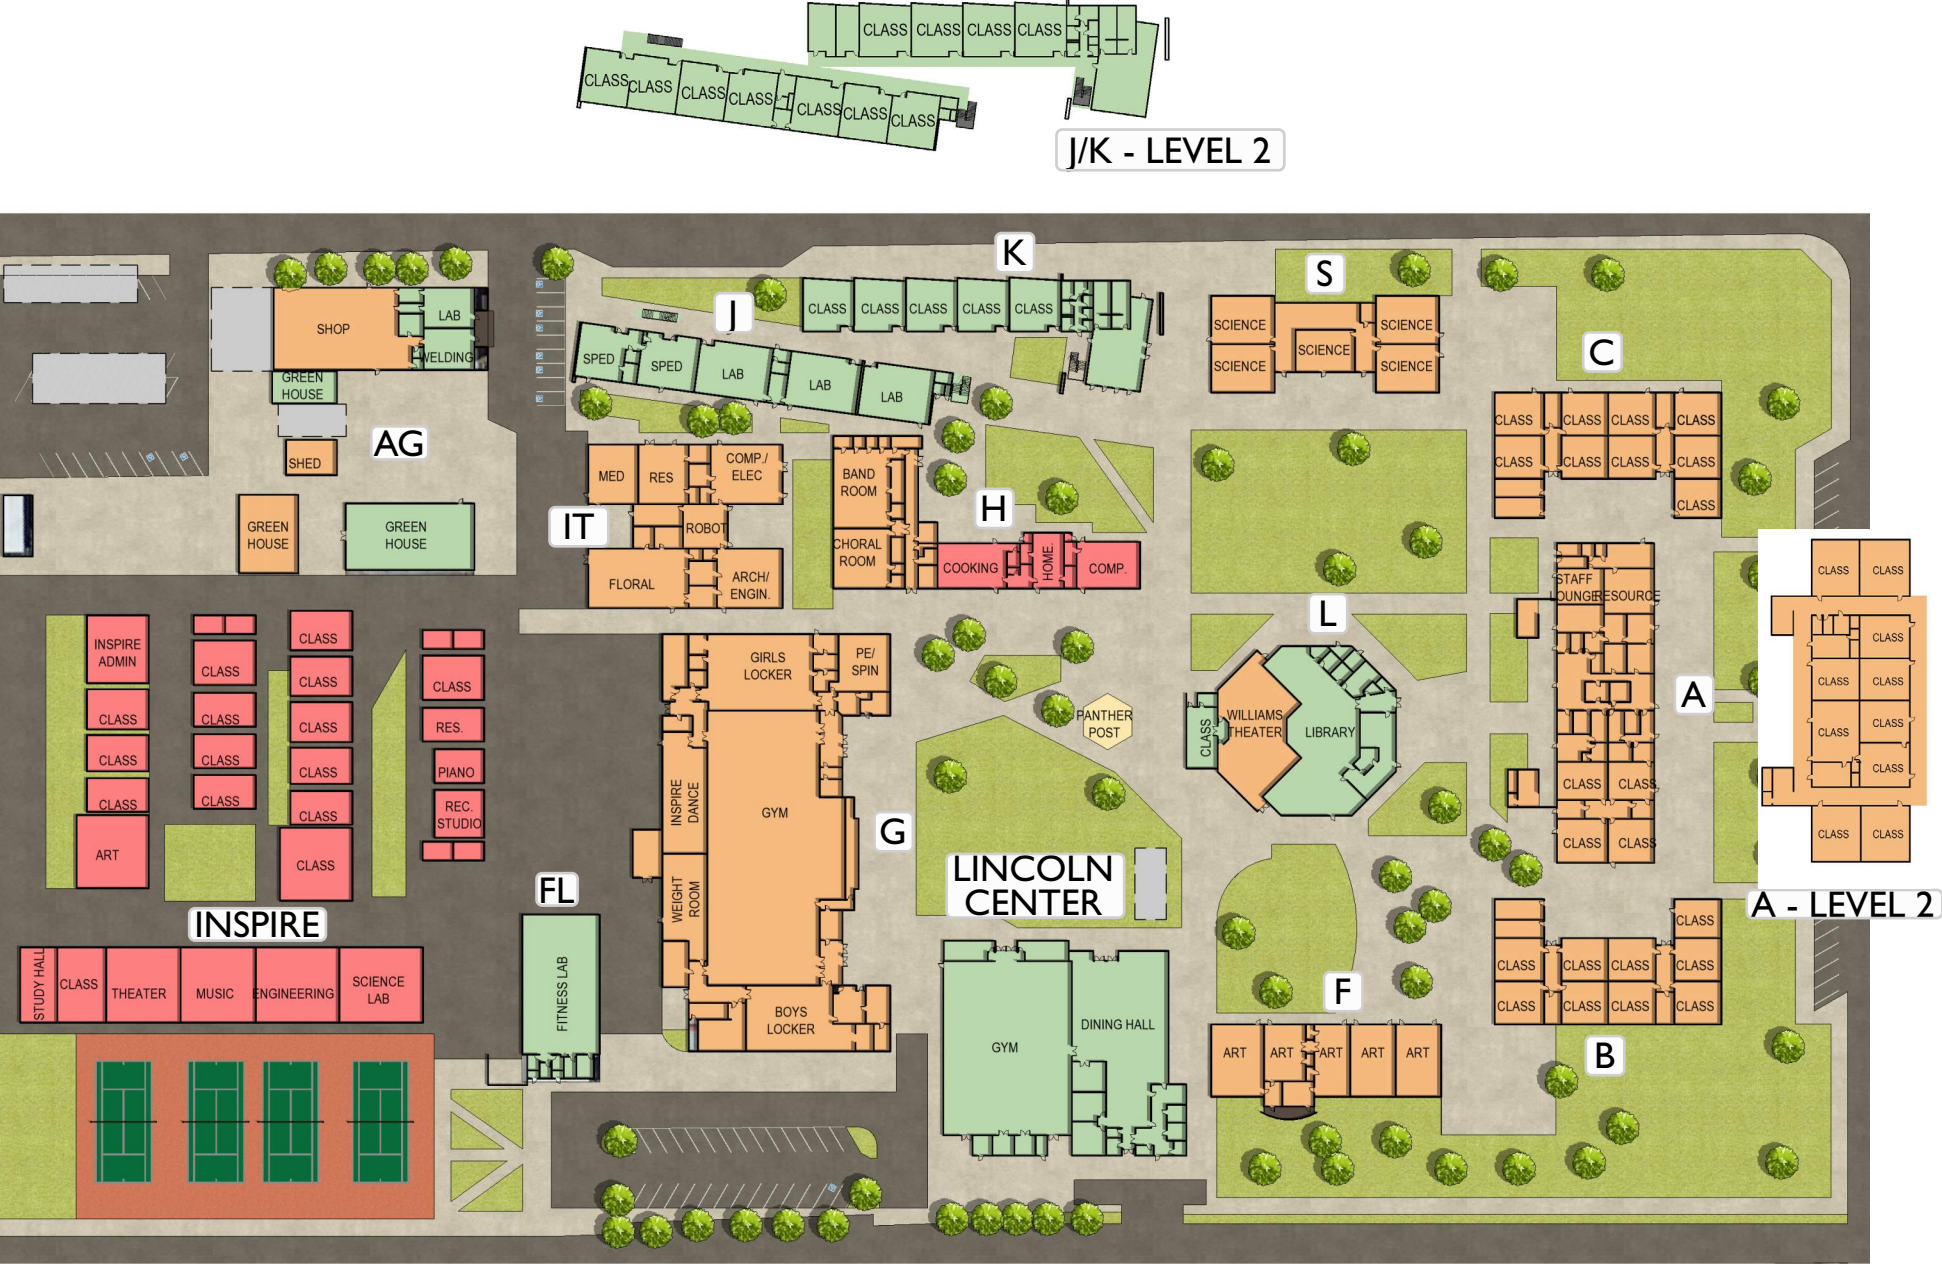 CLASS CLASS CLASS CLASS
CLASS CLASS CLASS CLASS CLASS CLASS CLASS
J/K - LEVEL 2
K
CLASS CLASS CLASS CLASS CLASS
J
SPED SPED LAB LAB LAB
S
SCIENCE SCIENCE
SCIENCE
SCIENCE SCIENCE
C
CLASS CLASS CLASS CLASS
CLASS CLASS CLASS CLASS
CLASS
SHOP
LAB
WELDING
GREEN
HOUSE
AG
SHED
GREEN
HOUSE
GREEN
HOUSE
IT
MED
RES
COMP./
ELEC
ROBOT
FLORAL
ARCH/
ENGIN.
H
BAND
ROOM
CHORAL
ROOM
COOKING
HOME.
COMP.
L
CLASS
WILLIAMS
THEATER
LIBRARY
PANTHER
POST
A
STAFF
LOUNGE
RESOURCE
CLASS CLASS
CLASS CLASS
CLASS CLASS
CLASS
CLASS CLASS
CLASS
CLASS
CLASS
CLASS CLASS
A - LEVEL 2
INSPIRE
ADMIN
CLASS
CLASS
CLASS
ART
CLASS
CLASS
CLASS
CLASS
CLASS
CLASS
CLASS
CLASS
CLASS
CLASS
CLASS
RES.
PIANO
REC.
STUDIO
INSPIRE
STUDY HALL
CLASS
THEATER
MUSIC
ENGINEERING
SCIENCE
LAB
FL
FITNESS LAB
G
GIRLS
LOCKER
PE/
SPIN
INSPIRE
DANCE
GYM
WEIGHT
ROOM
BOYS
LOCKER
LINCOLN
CENTER
GYM
DINING HALL
F
ART ART ART ART ART
B
CLASS
CLASS CLASS CLASS CLASS
CLASS CLASS CLASS CLASS